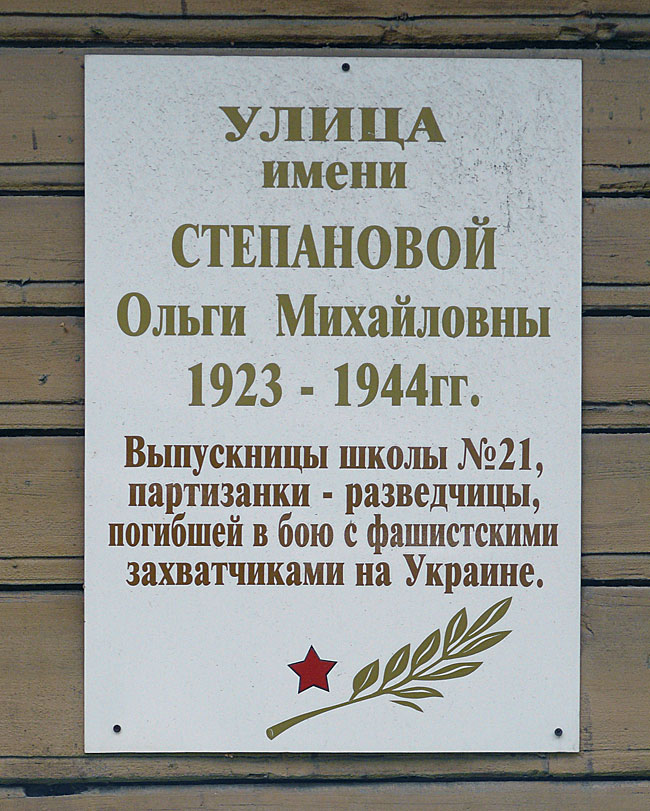 УЛИЦА
имени
СТЕПАНОВОЙ
Ольги Михайловны
1923 - 1944гг.
Выпускницы школы №21,
партизанки - разведчицы,
погибшей в бою с фашистскими
захватчиками на Украине.